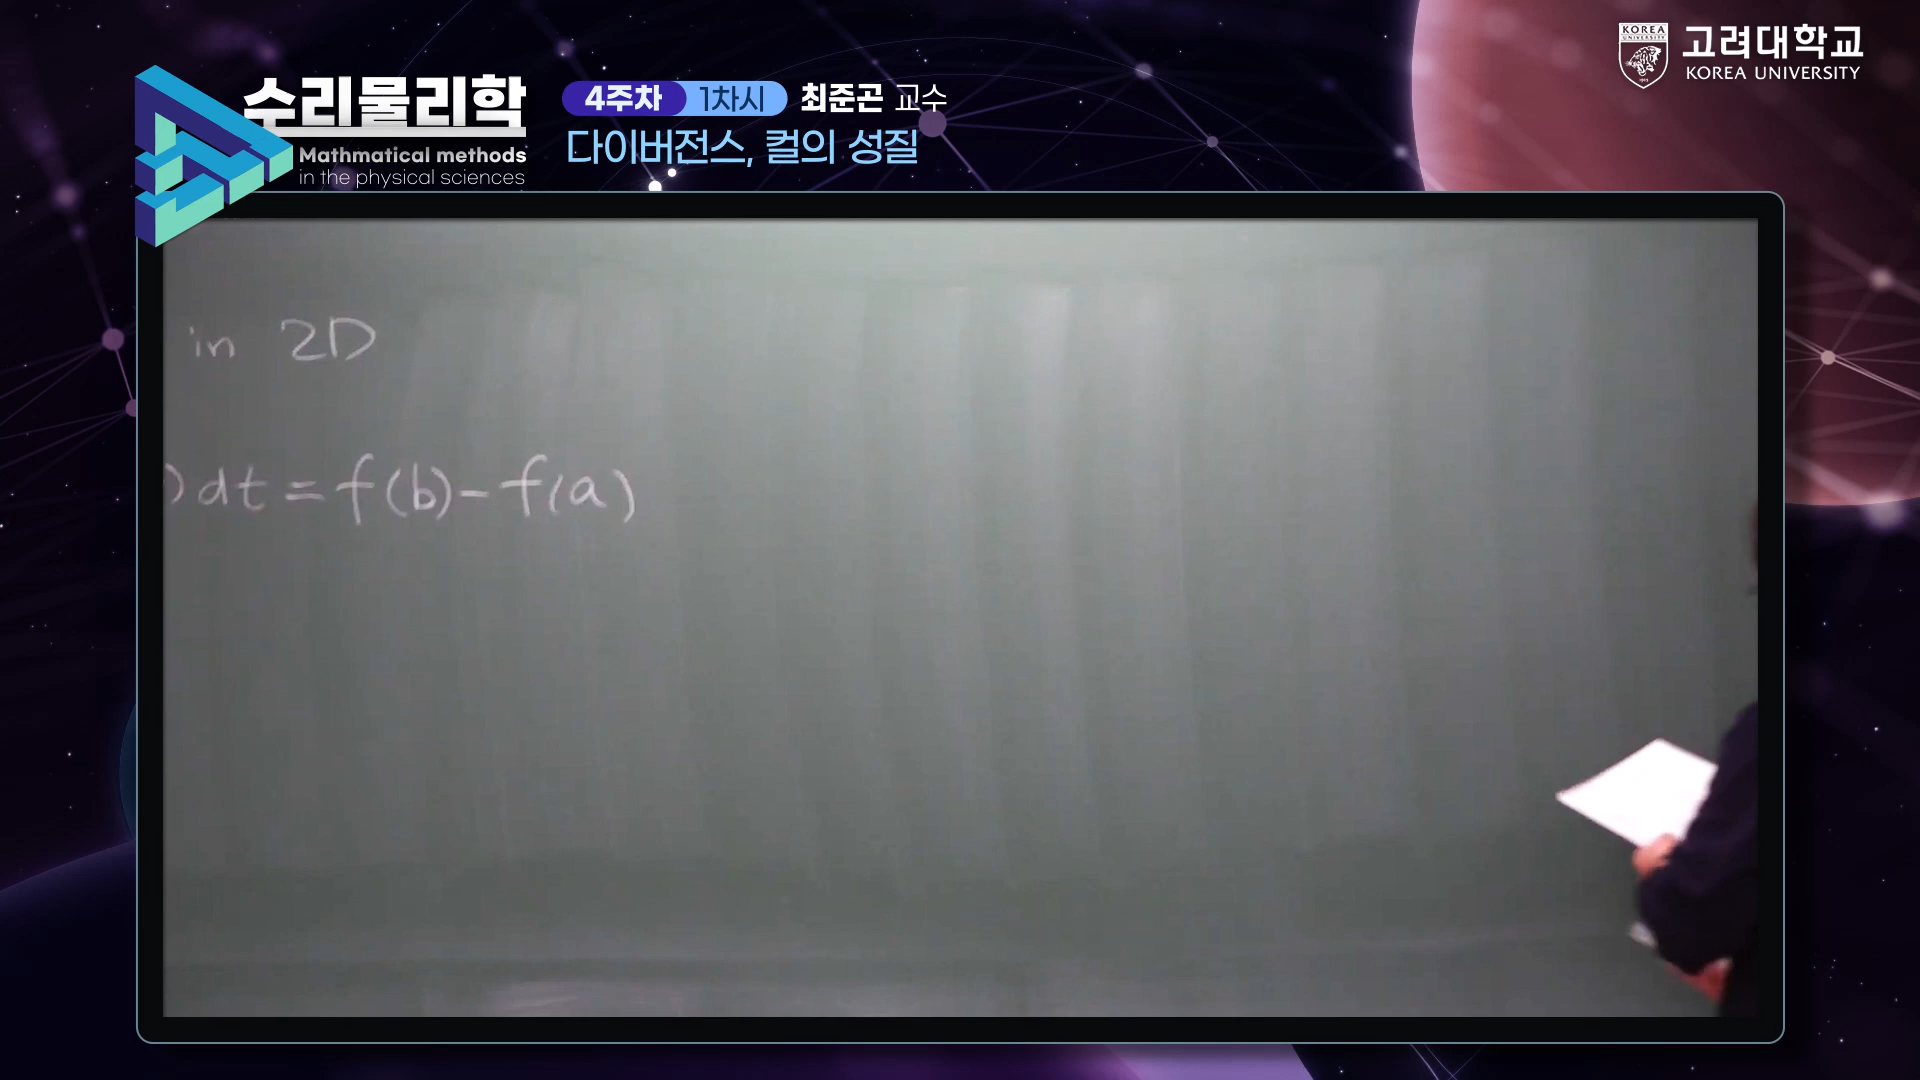 수리물리학
Mathmatical methods
in the physical sciences
4주차 1차시 최준곤 교수
다이버전스, 컬의 성질
KOREA
UNIVERSITY
1905
고려대학교
KOREA UNIVERSITY
in 2D
)dt = f(b) - f(a)